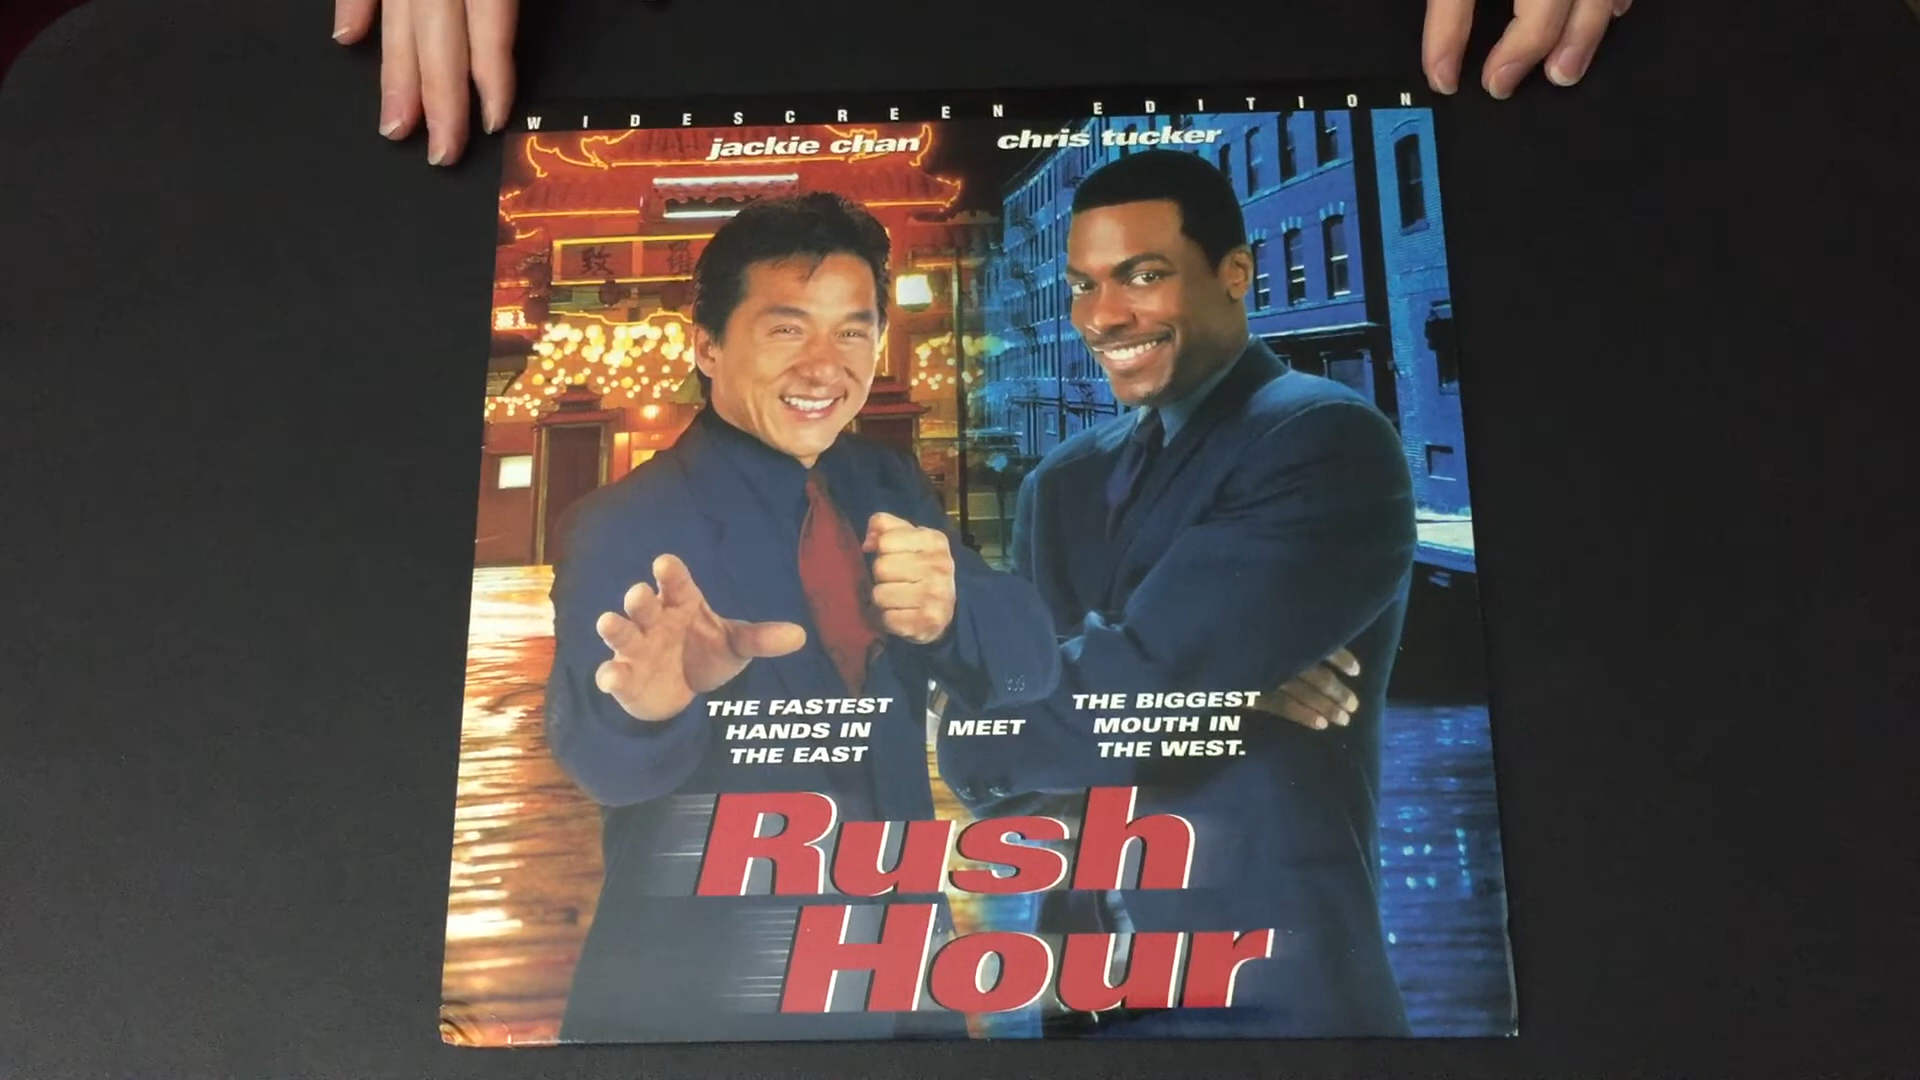 WIDESCREEN EDITION
jackie chan chris tucker
致
THE FASTEST
HANDS IN
THE EAST
MEET
THE BIGGEST
MOUTH IN
THE WEST.
Rush
Hour